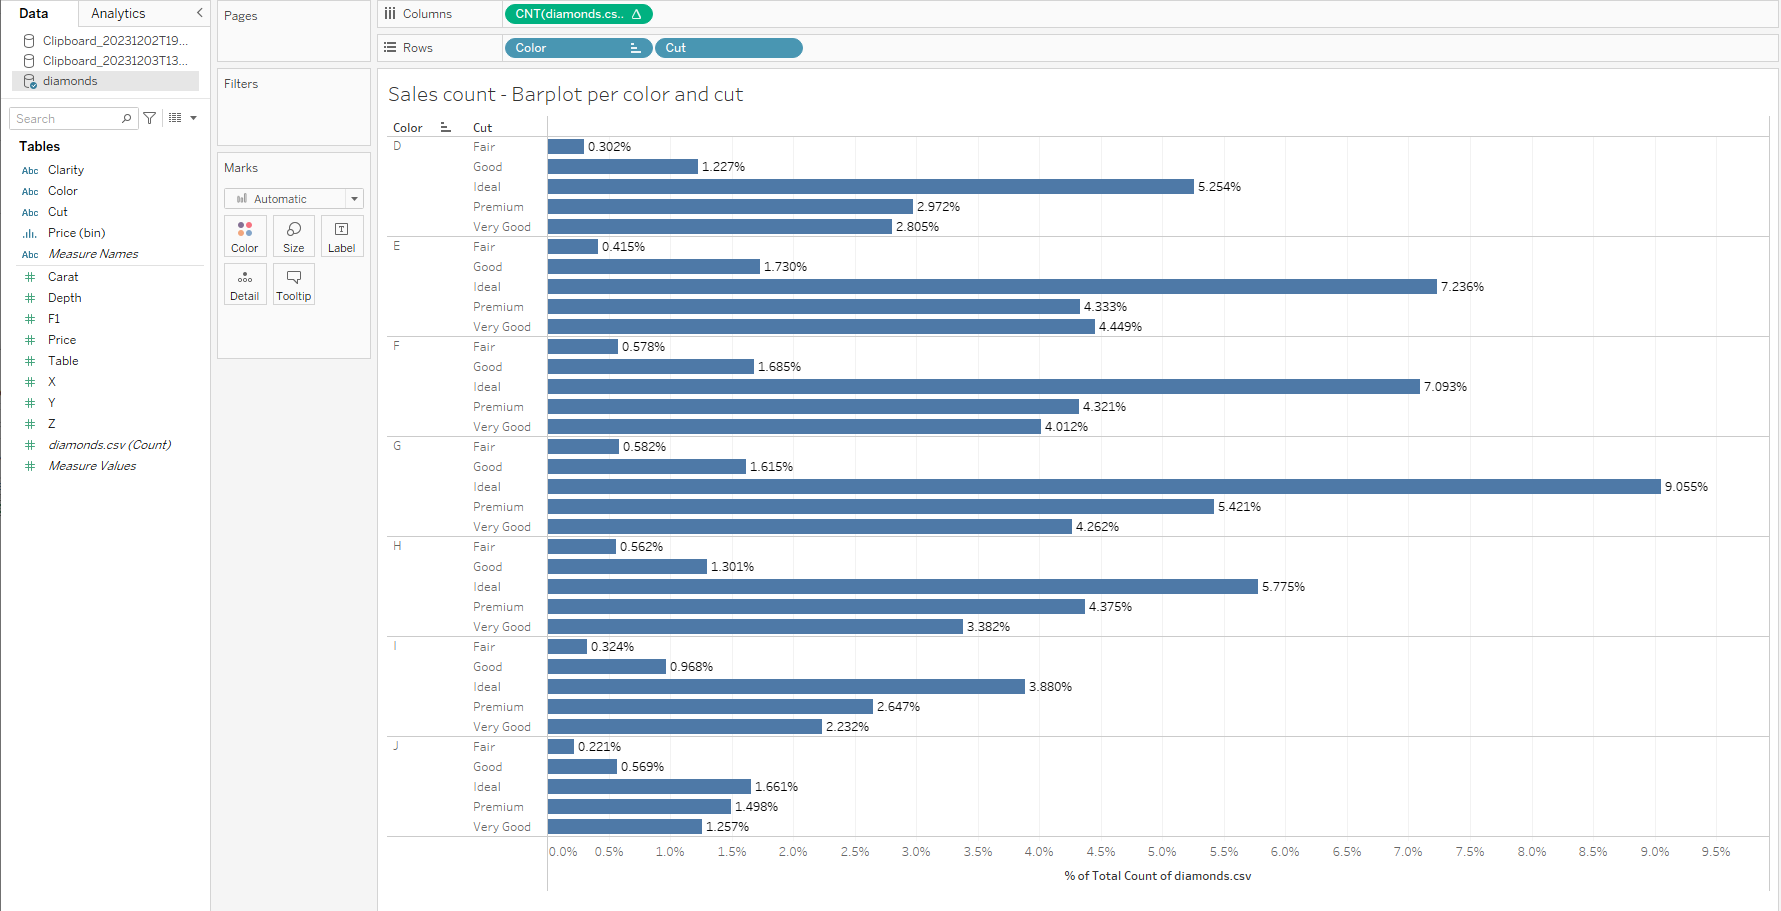 Data Analytics
Clipboard_20231202T19...
Clipboard_20231203T13...
diamonds
Search
Tables
Abc Clarity
Abc Color
Abc Cut
Price (bin)
Abc Measure Names
Carat
Depth
F1
Price
Table
X
Y
Z
diamonds.csv (Count)
Measure Values
Pages
Filters
Marks
Automatic
Color Size Label
Detail Tooltip
Columns CNT(diamonds.cs..
Rows Color Cut
Sales count - Barplot per color and cut
Color Cut
D Fair 0.302%
Good 1.227%
Ideal 5.254%
Premium 2.972%
Very Good 2.805%
E Fair 0.415%
Good 1.730%
Ideal 7.236%
Premium 4.333%
Very Good 4.449%
F Fair 0.578%
Good 1.685%
Ideal 7.093%
Premium 4.321%
Very Good 4.012%
G Fair 0.582%
Good 1.615%
Ideal 9.055%
Premium 5.421%
Very Good 4.262%
H Fair 0.562%
Good 1.301%
Ideal 5.775%
Premium 4.375%
Very Good 3.382%
I Fair 0.324%
Good 0.968%
Ideal 3.880%
Premium 2.647%
Very Good 2.232%
J Fair 0.221%
Good 0.569%
Ideal 1.661%
Premium 1.498%
Very Good 1.257%
0.0% 0.5% 1.0% 1.5% 2.0% 2.5% 3.0% 3.5% 4.0% 4.5% 5.0% 5.5% 6.0% 6.5% 7.0% 7.5% 8.0% 8.5% 9.0% 9.5%
% of Total Count of diamonds.csv